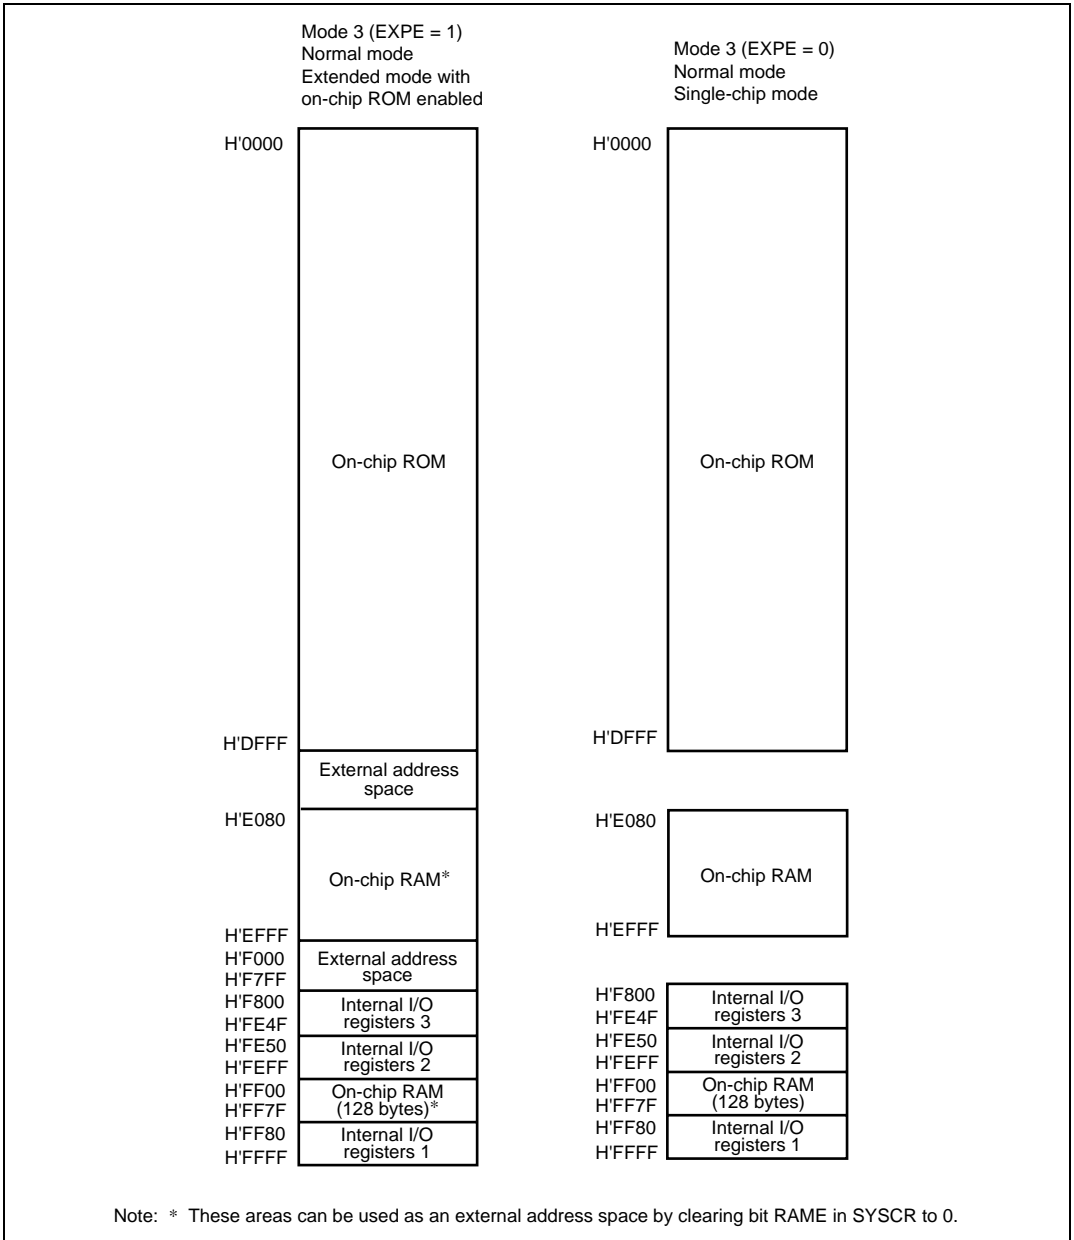 Mode 3 (EXPE = 1)
Normal mode
Extended mode with
on-chip ROM enabled
H'0000
On-chip ROM
H'DFFF
External address
space
H'E080
On-chip RAM*
H'EFFF
H'F000
External address
space
H'F7FF
H'F800
Internal I/O
registers 3
H'FE4F
H'FE50
Internal I/O
registers 2
H'FEFF
H'FF00
On-chip RAM
(128 bytes)*
H'FF7F
H'FF80
Internal I/O
registers 1
H'FFFF
Mode 3 (EXPE = 0)
Normal mode
Single-chip mode
H'0000
On-chip ROM
H'DFFF
H'E080
On-chip RAM
H'EFFF
H'F800
Internal I/O
registers 3
H'FE4F
H'FE50
Internal I/O
registers 2
H'FEFF
H'FF00
On-chip RAM
(128 bytes)
H'FF7F
H'FF80
Internal I/O
registers 1
H'FFFF
Note: * These areas can be used as an external address space by clearing bit RAME in SYSCR to 0.